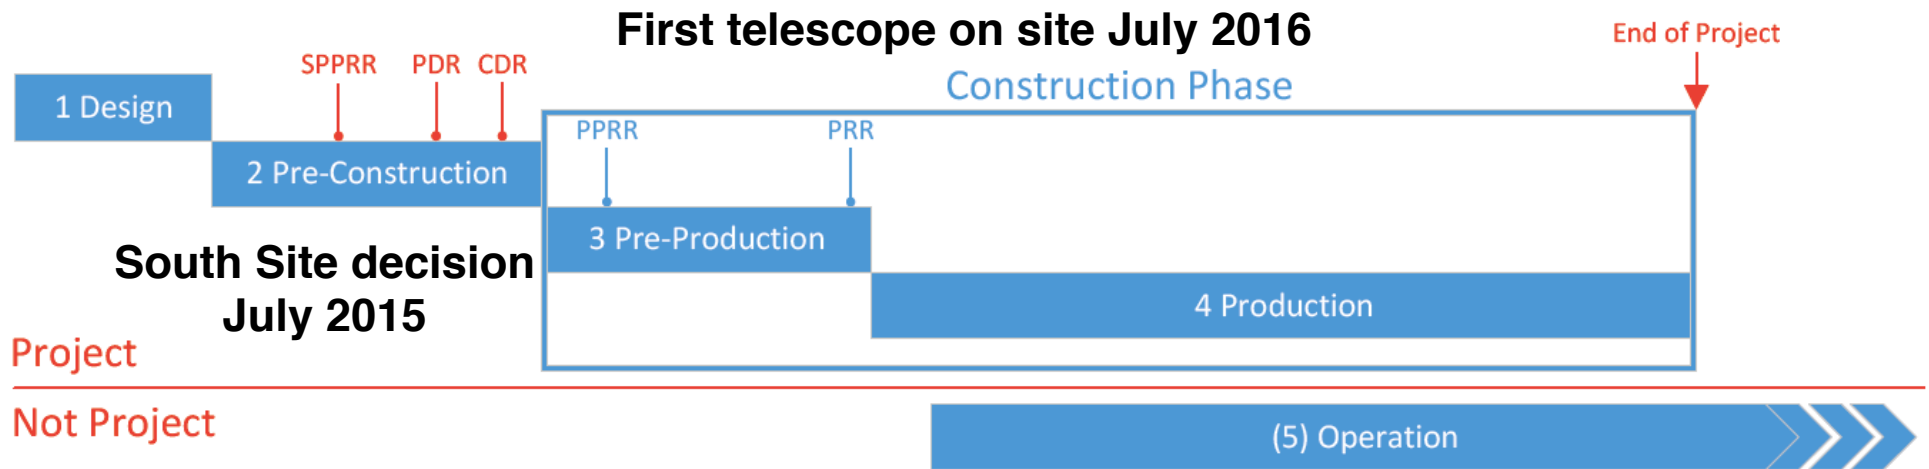 First telescope on site July 2016
End of Project
SPPRR PDR CDR
Construction Phase
1 Design
PPRR PRR
2 Pre-Construction
3 Pre-Production
South Site decision
July 2015
4 Production
Project
Not Project
(5) Operation